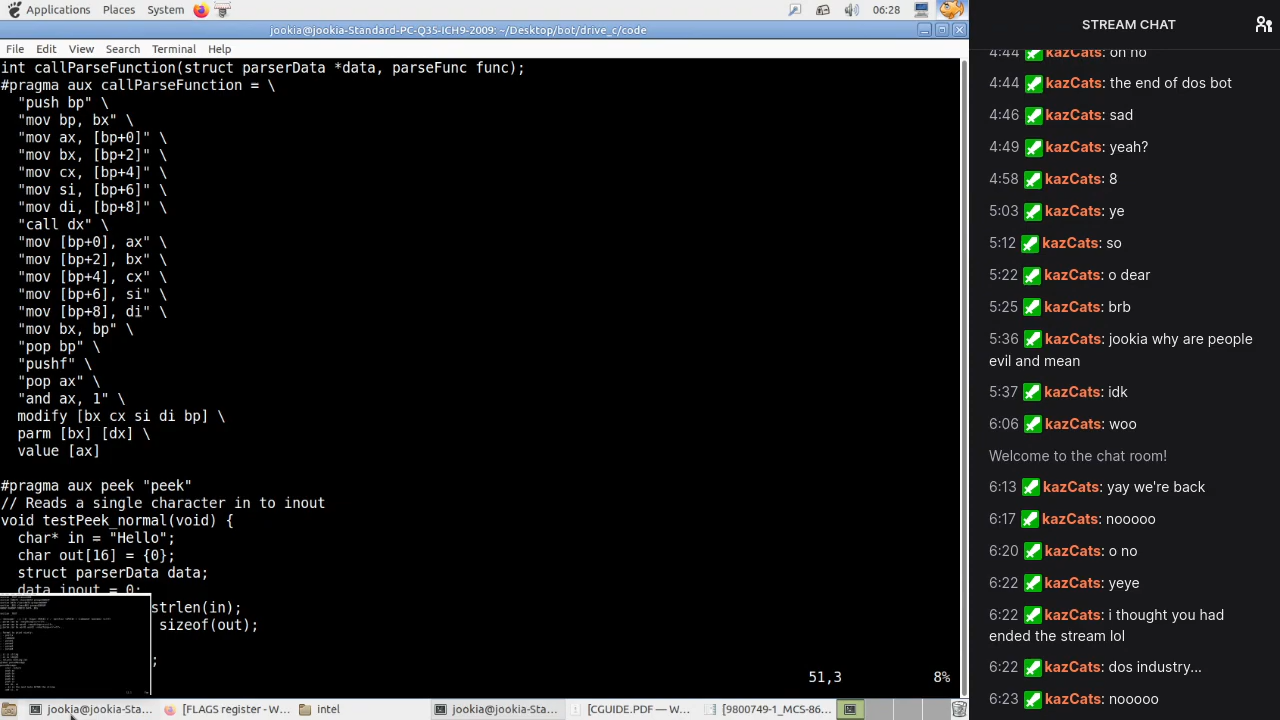 Applications Places System 06:28
jookia@jookia-Standard-PC-Q35-ICH9-2009: ~/Desktop/bot/drive_c/code
File Edit View Search Terminal Help
int callParseFunction(struct parserData *data, parseFunc func);
#pragma aux callParseFunction = \
"push bp" \
"mov bp, bx" \
"mov ax, [bp+0]" \
"mov bx, [bp+2]" \
"mov cx, [bp+4]" \
"mov si, [bp+6]" \
"mov di, [bp+8]" \
"call dx" \
"mov [bp+0], ax" \
"mov [bp+2], bx" \
"mov [bp+4], cx" \
"mov [bp+6], si" \
"mov [bp+8], di" \
"mov bx, bp" \
"pop bp" \
"pushf" \
"pop ax" \
"and ax, 1" \
modify [bx cx si di bp] \
parm [bx] [dx] \
value [ax]
#pragma aux peek "peek"
// Reads a single character in to inout
void testPeek_normal(void) {
char* in = "Hello";
char out[16] = {0};
struct parserData data;
data.inout = 0;
strlen(in);
sizeof(out);
;
51,3 8%
jookia@jookia-Sta... [FLAGS register - W... int jookia@jookia-Sta... [CGUIDE.PDF — W... [9800749-1_MCS-86...
STREAM CHAT
4:44 kazCats: oh no
4:44 kazCats: the end of dos bot
4:46 kazCats: sad
4:49 kazCats: yeah?
4:58 kazCats: 8
5:03 kazCats: ye
5:12 kazCats: so
5:22 kazCats: o dear
5:25 kazCats: brb
5:36 kazCats: jookia why are people
evil and mean
5:37 kazCats: idk
6:06 kazCats: woo
Welcome to the chat room!
6:13 kazCats: yay we're back
6:17 kazCats: nooooo
6:20 kazCats: o no
6:22 kazCats: yeye
6:22 kazCats: i thought you had
ended the stream lol
6:22 kazCats: dos industry...
6:23 kazCats: nooooo